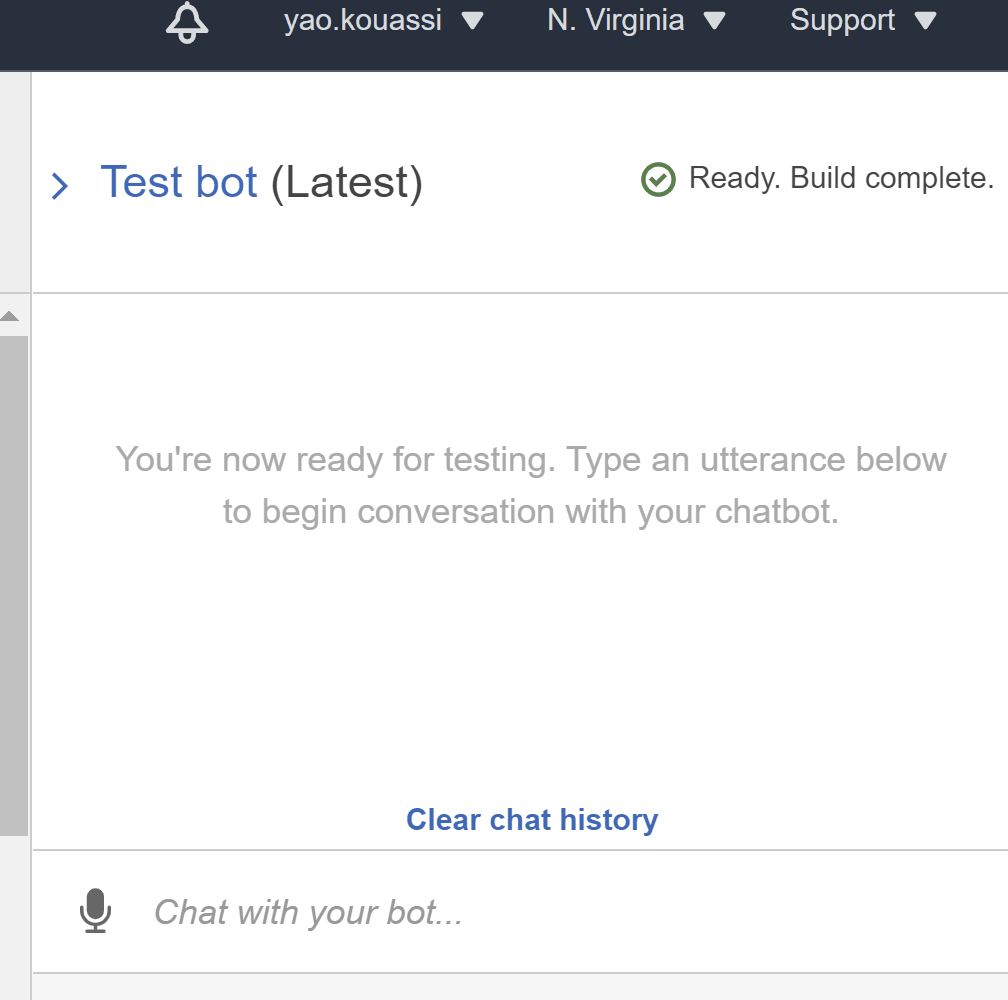 yao.kouassi N. Virginia Support
Test bot (Latest) Ready. Build complete.
You're now ready for testing. Type an utterance below
to begin conversation with your chatbot.
Clear chat history
Chat with your bot...